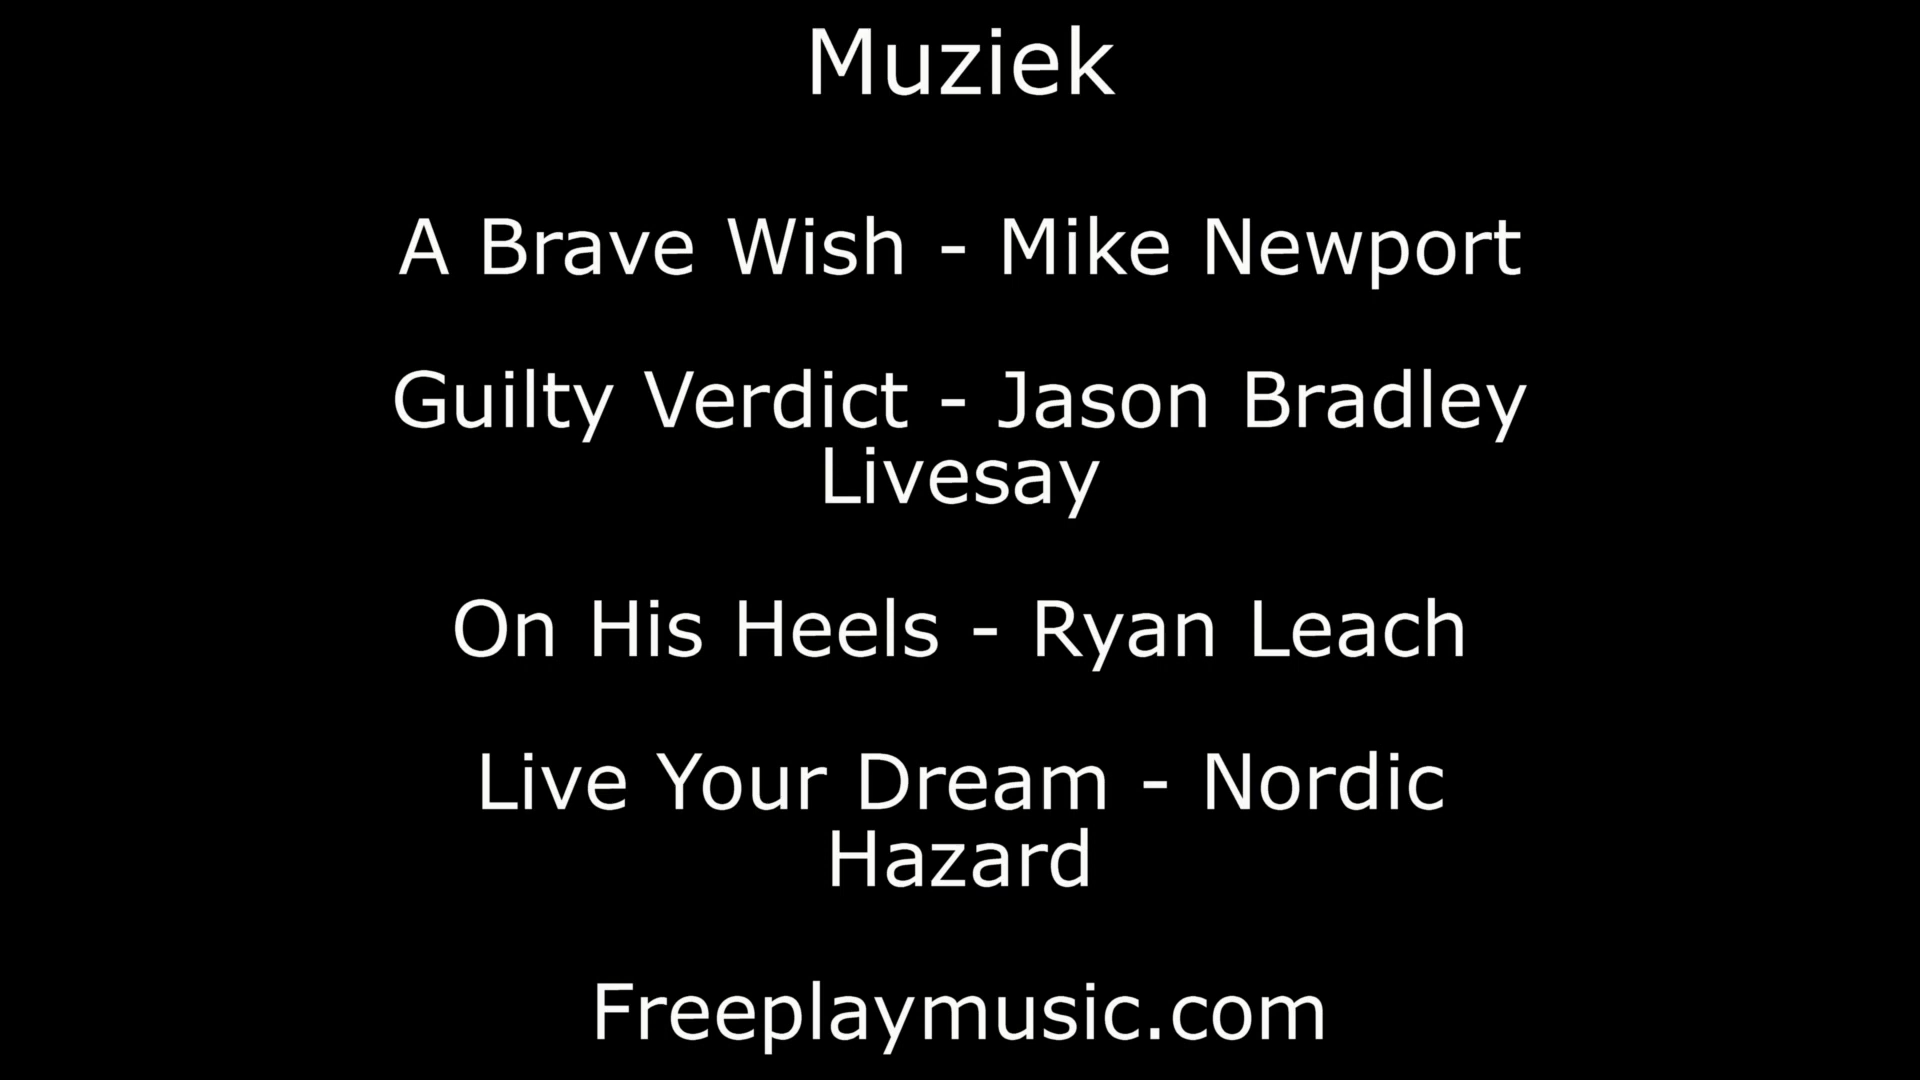 Muziek
A Brave Wish - Mike Newport
Guilty Verdict - Jason Bradley
Livesay
On His Heels - Ryan Leach
Live Your Dream - Nordic
Hazard
Freeplaymusic.com